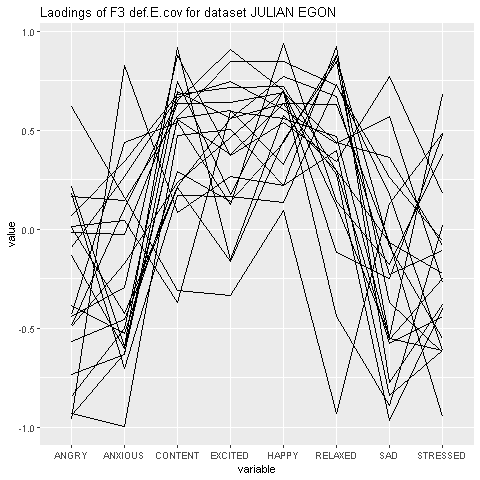 Laodings of F3 def.E.cov for dataset JULIAN EGON
1.0
0.5
0.0
-0.5
-1.0
value
ANGRY ANXIOUS CONTENT EXCITED HAPPY RELAXED SAD STRESSED
variable